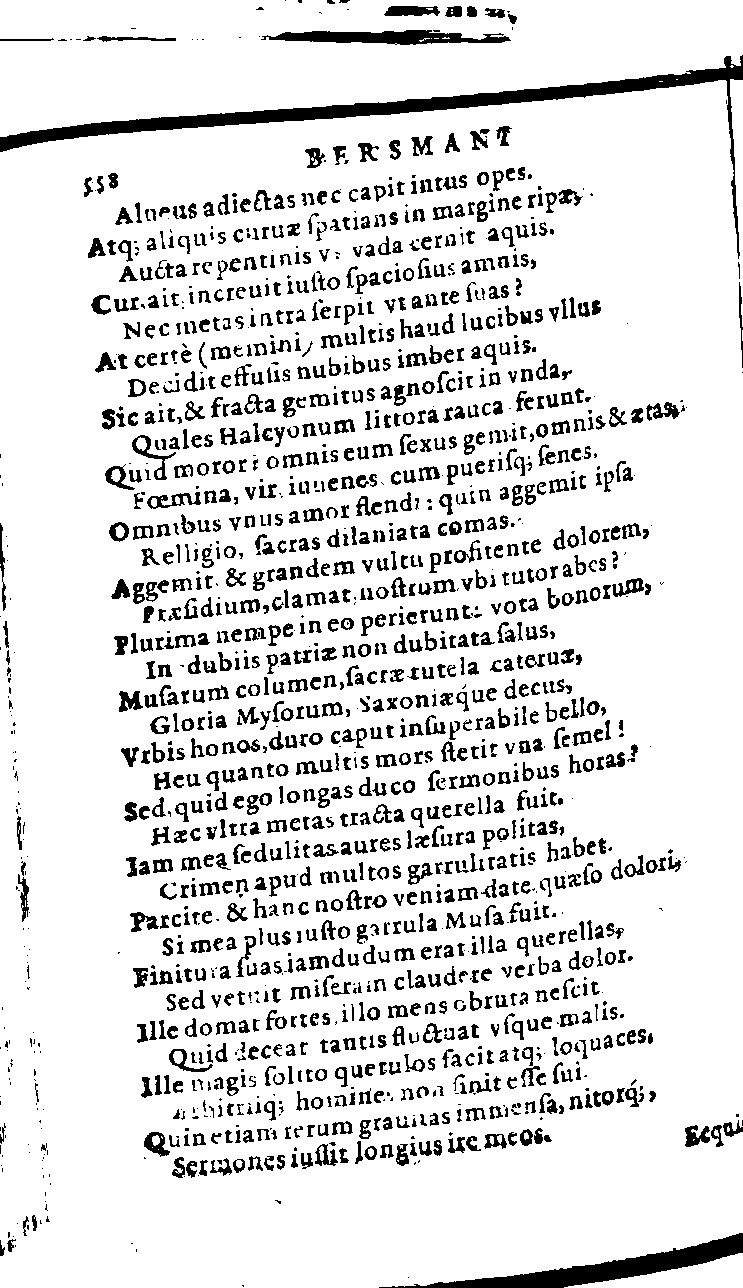 558 BERSMANI
Alueus adiectas nec capit intus opes.
Atq; aliquis curuæ ſpatians in margine ripæ,
Aucta repentinis vt vada cernit aquis.
Cur, ait, increuit iuſto ſpacioſius amnis,
Nec metas intra ſerpit vt ante ſuas?
At certè (memini) multis haud lucibus vllus
Decidit effuſis nubibus imber aquis.
Sic ait, & fracta gemitus agnoſcit in vnda,
Quales Halcyonum littora rauca ferunt.
Quid moror? omnis eum ſexus gemit, omnis & ætas,
Fœmina, vir, iuuenes cum pueriſq; ſenes.
Omnibus vnus amor flendi: quin aggemit ipſa
Relligio, ſacras dilaniata comas.
Aggemit & grandem vultu profitente dolorem,
Præſidium, clamat, noſtrum vbi tutor abes?
Plurima nempe in eo perierunt: vota bonorum,
In dubiis patriæ non dubitata ſalus,
Muſarum columen, ſacræ tutela cateruæ,
Gloria Myſorum, Saxoniæq́ue decus,
Vrbis honos, duro caput inſuperabile bello,
Heu quanto multis mors ſtetit vna ſemel!
Sed, quid ego longas duco ſermonibus horas?
Hæc vltra metas tracta querella fuit.
Iam mea ſedulitas aures læſura politas,
Crimen apud multos garrulitatis habet.
Parcite & hanc noſtro veniam date quæſo dolori,
Si mea plus iuſto garrula Muſa fuit.
Finitura ſuas iamdudum erat illa querellas,
Sed vetuit miſeram claudere verba dolor.
Ille domat fortes, illo mens obruta neſcit
Quid deceat tantis fluctuat vſque malis.
Ille magis ſolito querulos facit atq; loquaces,
Arbitriiq; homines non ſinit eſſe ſui.
Quin etiam rerum grauitas immenſa, nitorq́;,
Sermones iuſſit longius ire meos.
Ecqui